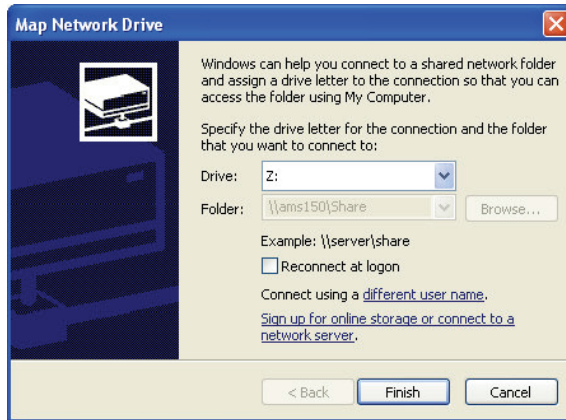 Map Network Drive
Windows can help you connect to a shared network folder
and assign a drive letter to the connection so that you can
access the folder using My Computer.
Specify the drive letter for the connection and the folder
that you want to connect to:
Drive: Z:
Folder: \\ams150\Share Browse...
Example: \\server\share
Reconnect at logon
Connect using a different user name.
Sign up for online storage or connect to a
network server.
< Back Finish Cancel